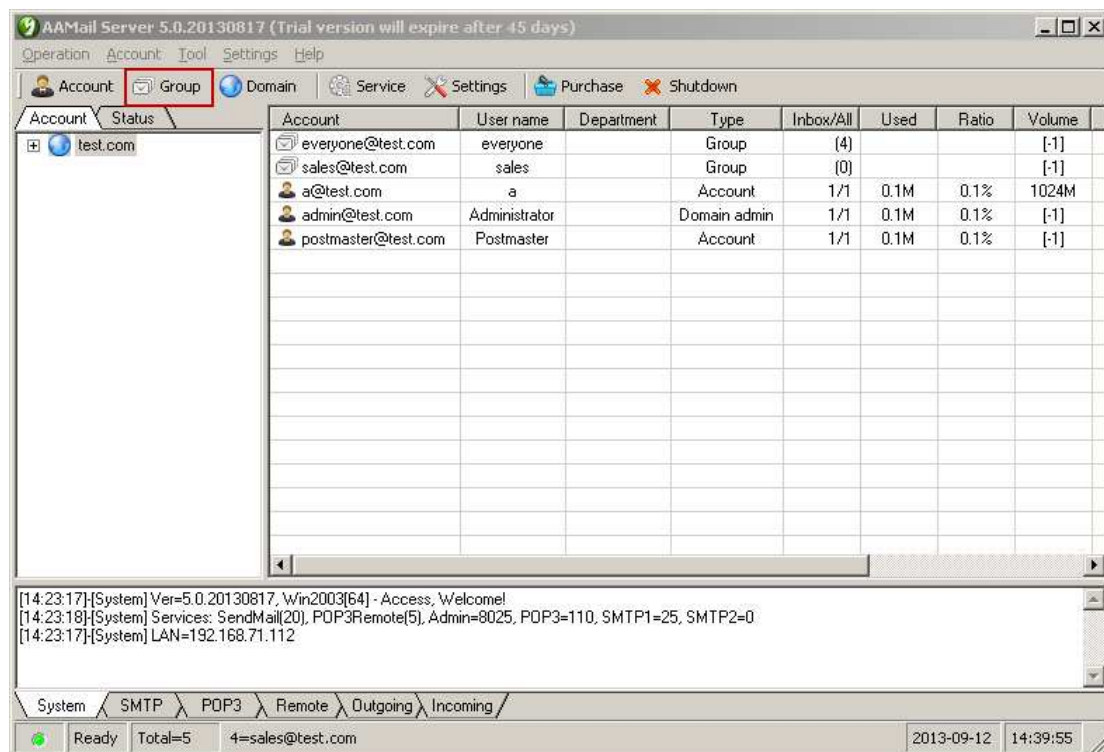 AAMail Server 5.0.20130817 (Trial version will expire after 45 days)
Operation Account Tool Settings Help
Account Group Domain Service Settings Purchase Shutdown
Account Status
test.com
Account User name Department Type Inbox/All Used Ratio Volume
everyone@test.com everyone Group (4) [-1]
sales@test.com sales Group (0) [-1]
a@test.com a Account 1/1 0.1M 0.1% 1024M
admin@test.com Administrator Domain admin 1/1 0.1M 0.1% [-1]
postmaster@test.com Postmaster Account 1/1 0.1M 0.1% [-1]
[14:23:17]-[System] Ver=5.0.20130817, Win2003[64] - Access, Welcome!
[14:23:18]-[System] Services: SendMail(20), POP3Remote(5), Admin=8025, POP3=110, SMTP1=25, SMTP2=0
[14:23:17]-[System] LAN=192.168.71.112
System SMTP POP3 Remote Outgoing Incoming
Ready Total=5 4=sales@test.com 2013-09-12 14:39:55